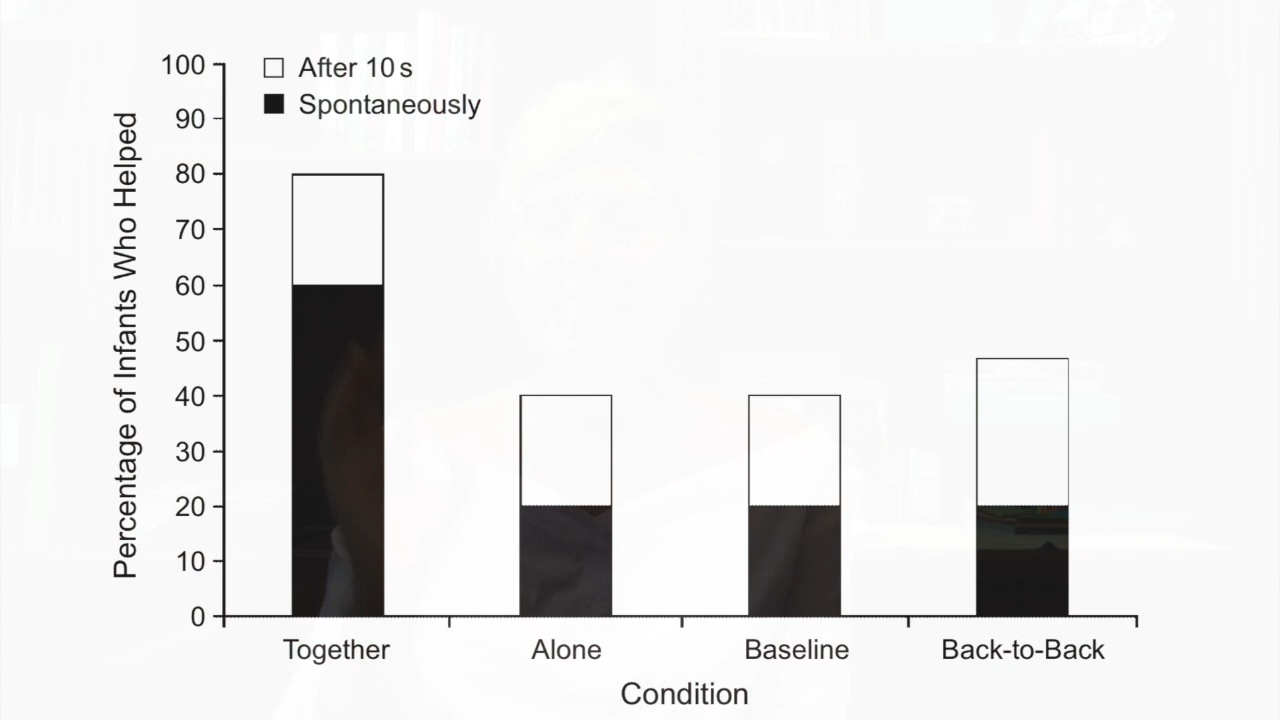 100
90
80
70
60
50
40
30
20
10
0
Percentage of Infants Who Helped
After 10 s
Spontaneously
Together
Alone
Baseline
Back-to-Back
Condition